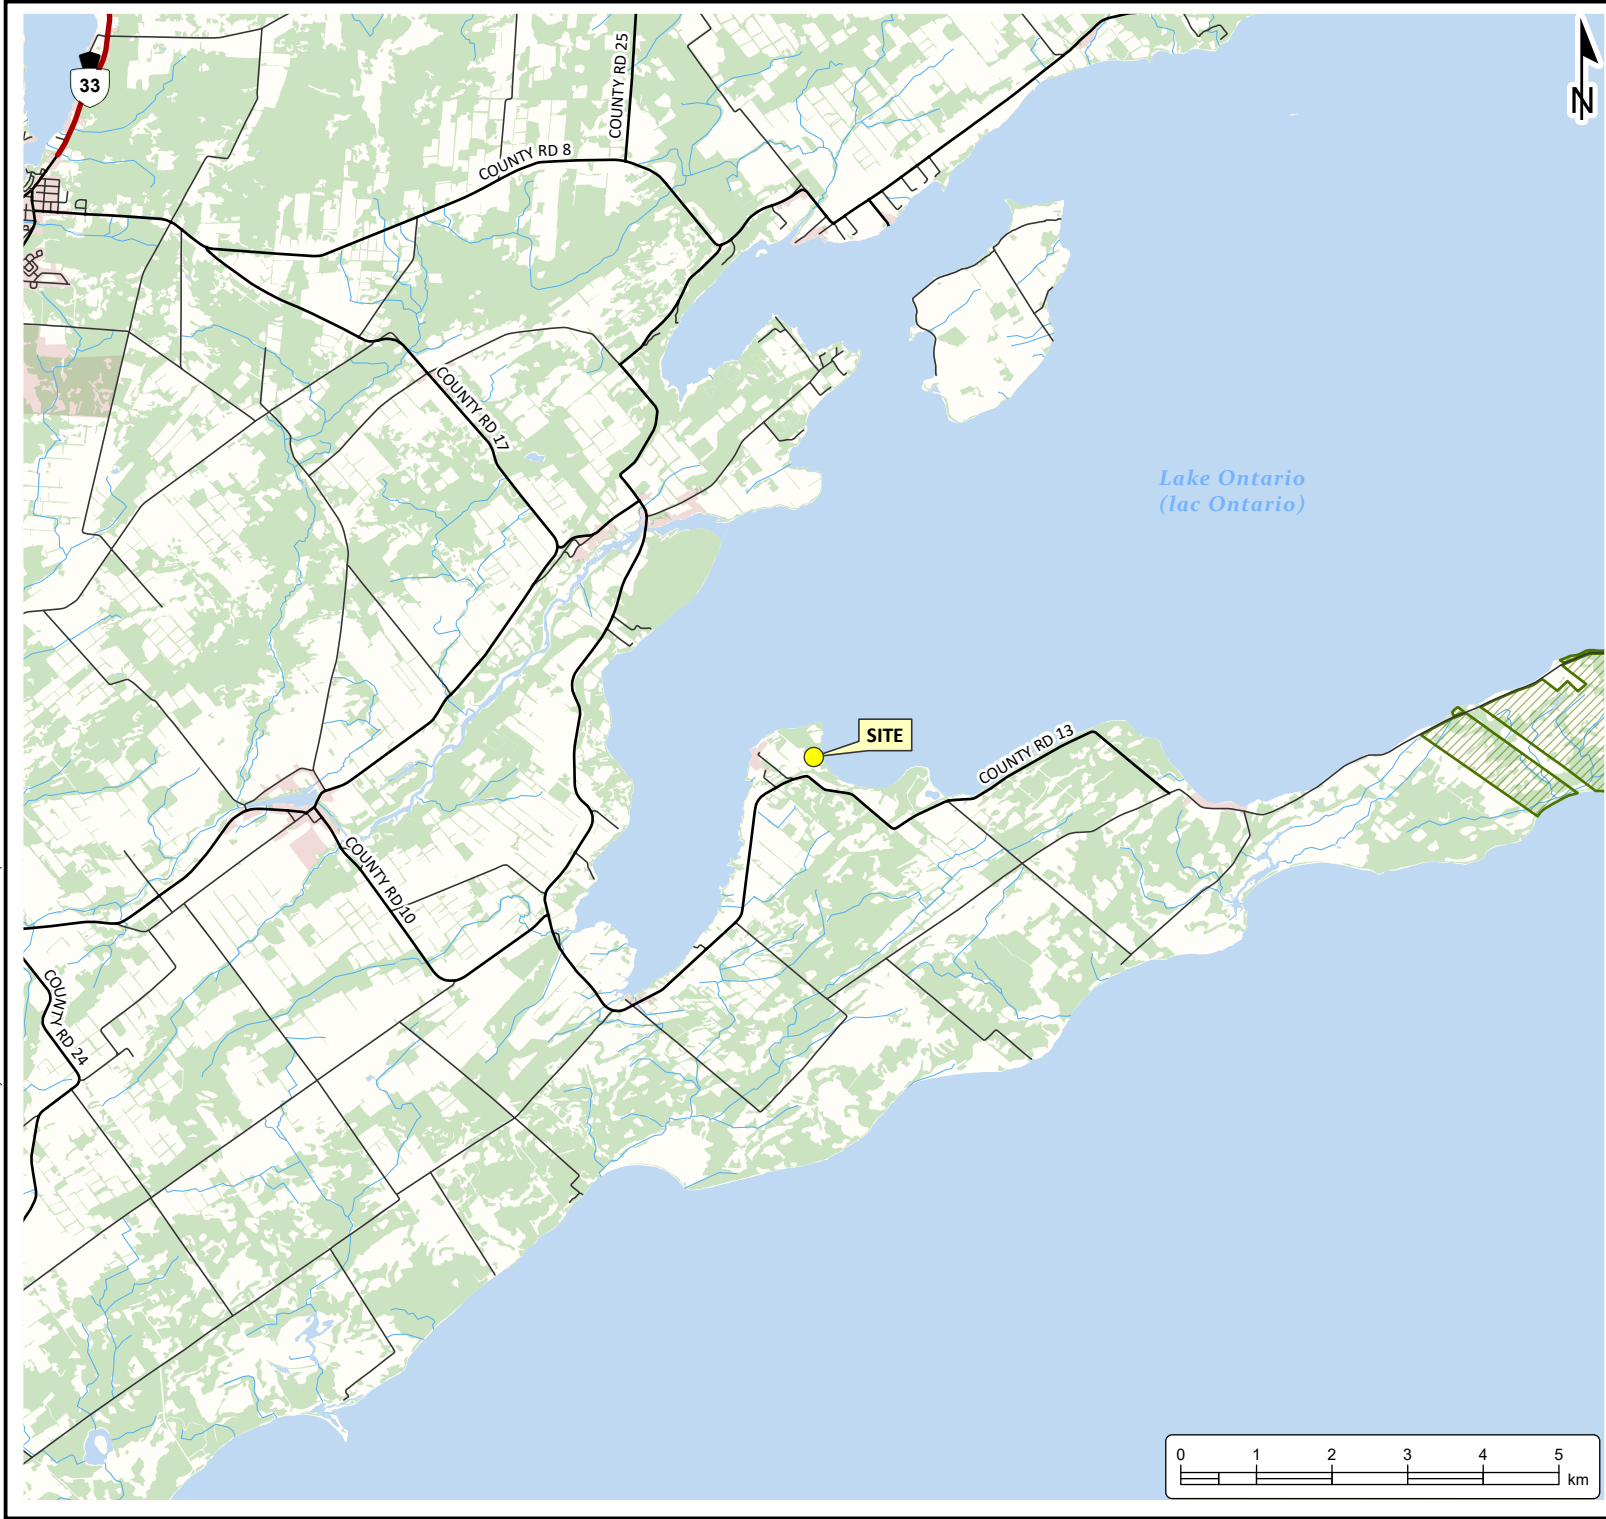 33
COUNTY RD 25
N
COUNTY RD 8
COUNTY RD 17
Lake Ontario
(lac Ontario)
SITE
COUNTY RD 13
COUNTY RD 10
COUNTY RD 24
0 1 2 3 4 5
km